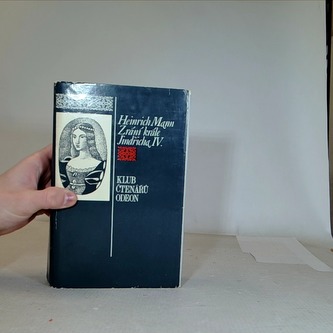 Heinrich Mann
Zrání krále
Jindřicha IV.
KLUB
ČTENÁŘŮ
ODEON